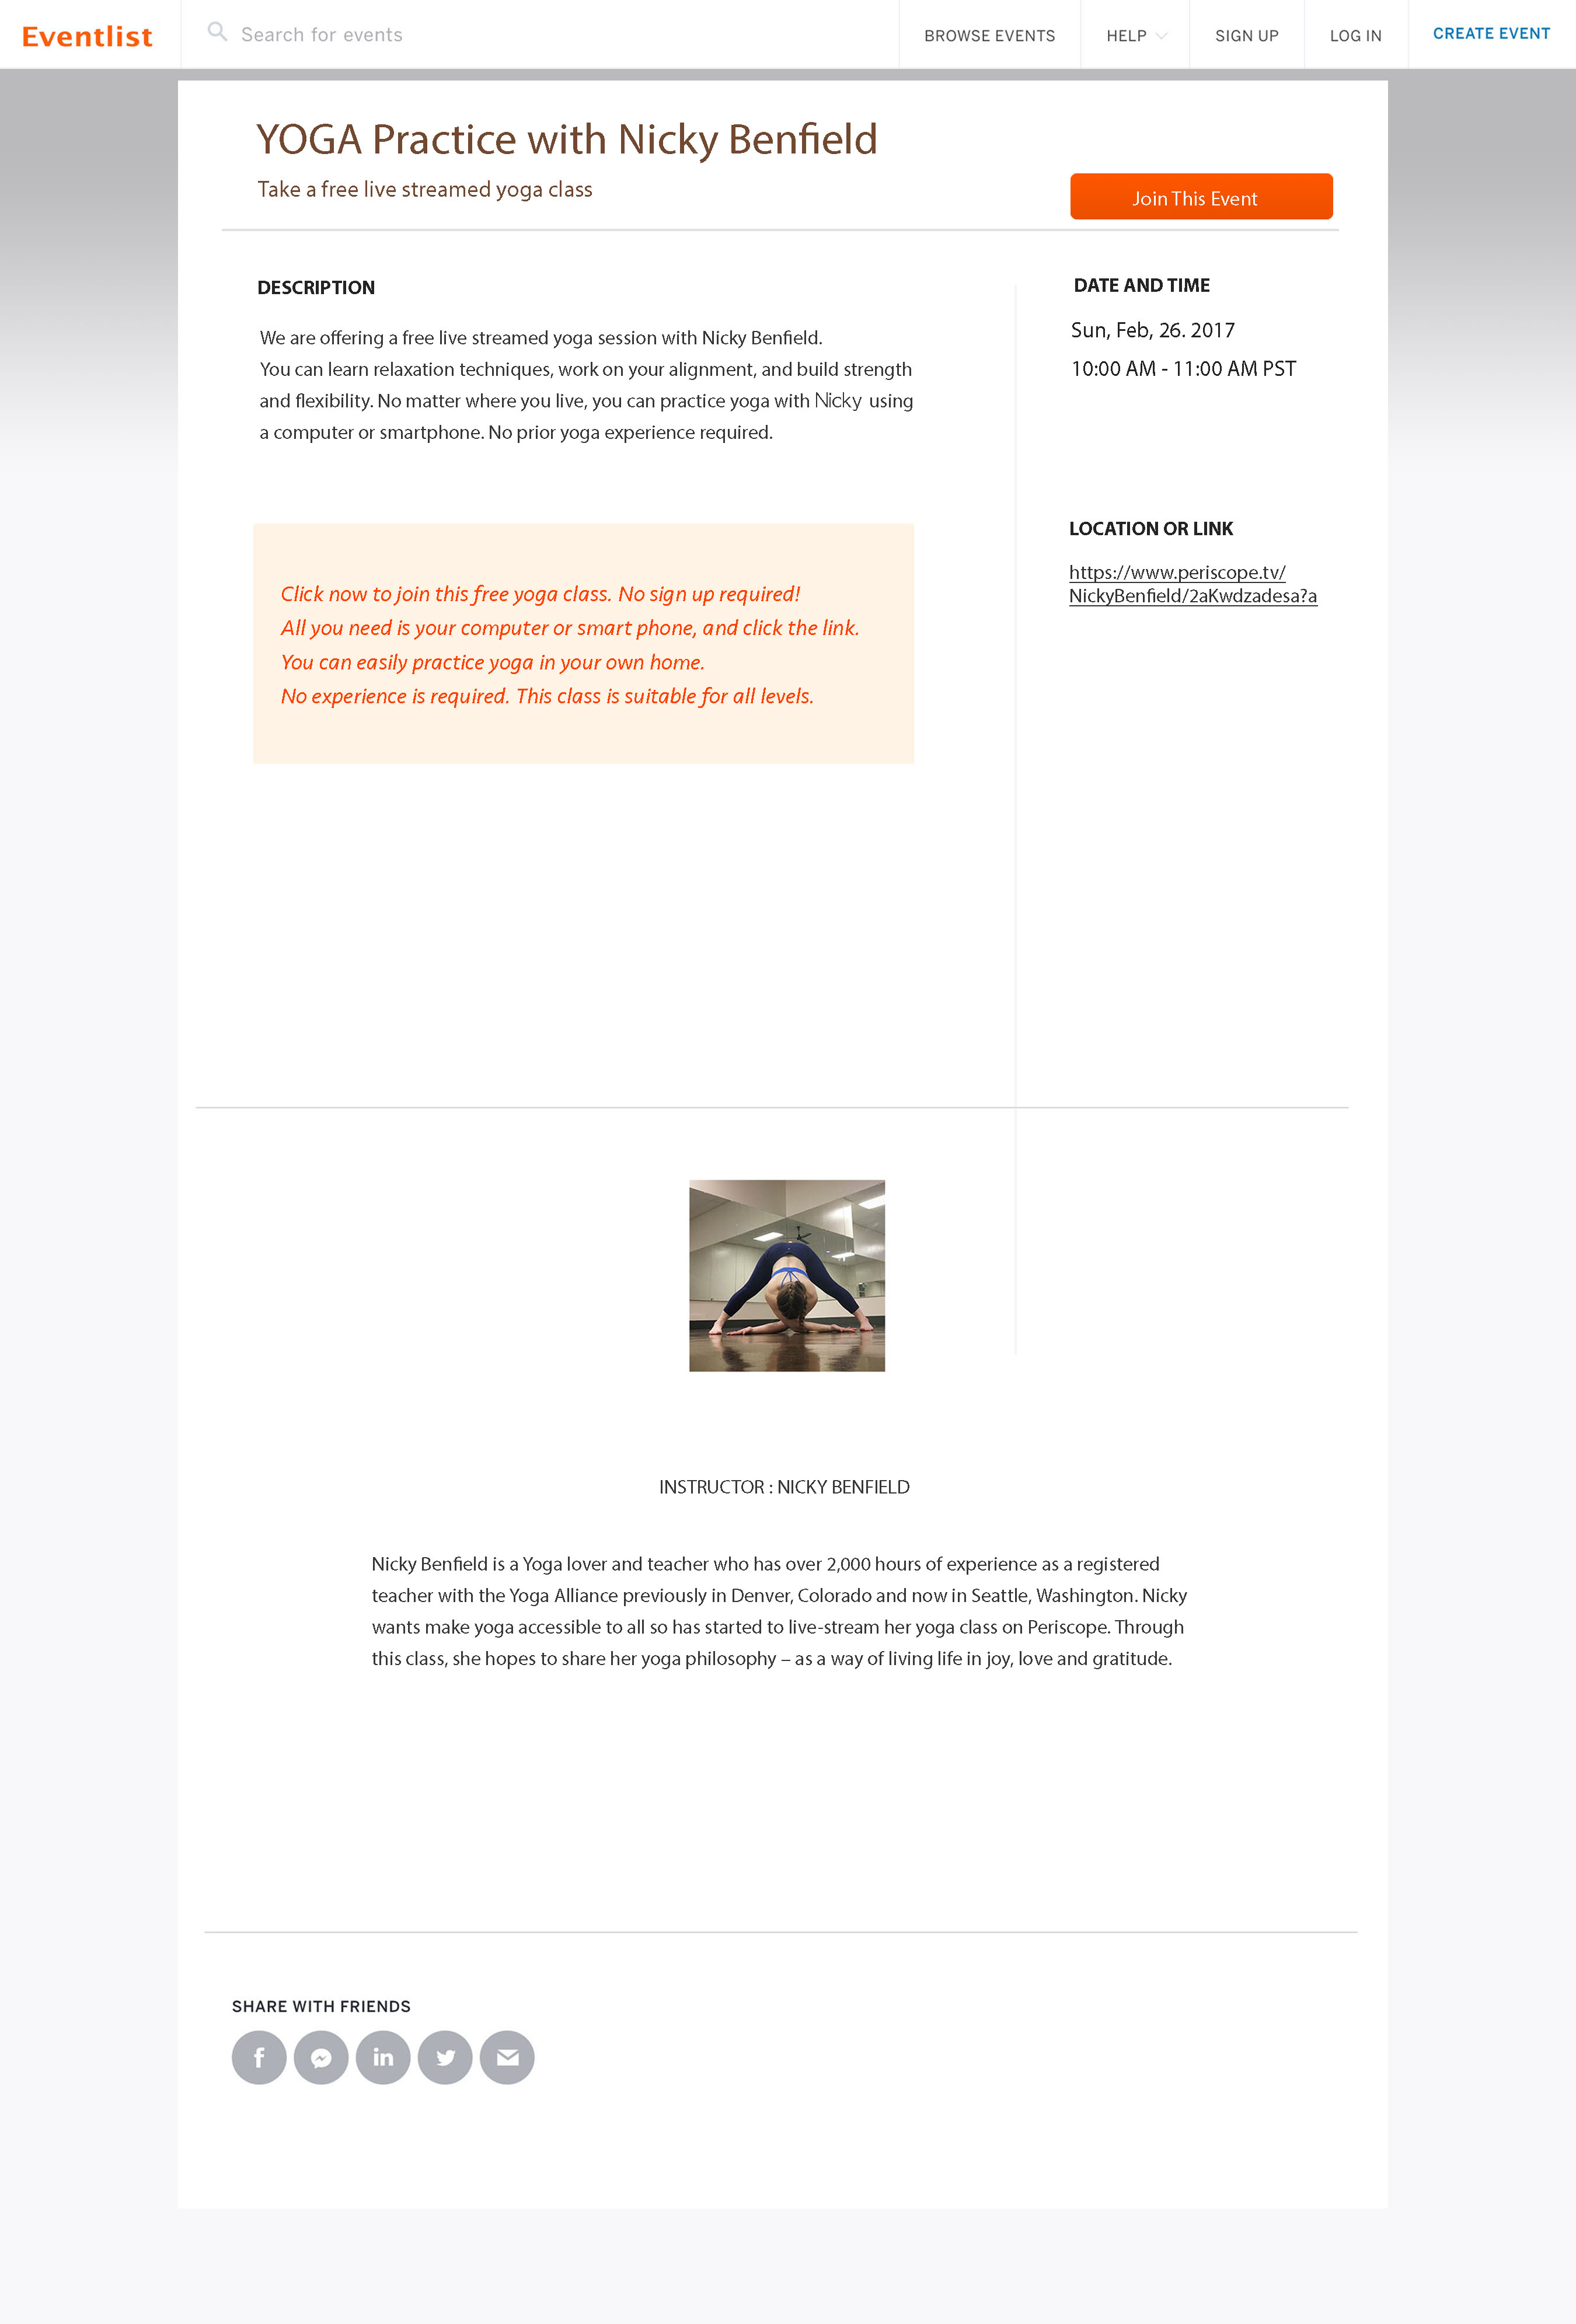 Eventlist
Search for events
BROWSE EVENTS
HELP
SIGN UP
LOG IN
CREATE EVENT
YOGA Practice with Nicky Benfield
Take a free live streamed yoga class
Join This Event
DESCRIPTION
We are offering a free live streamed yoga session with Nicky Benfield.
You can learn relaxation techniques, work on your alignment, and build strength
and flexibility. No matter where you live, you can practice yoga with Nicky using
a computer or smartphone. No prior yoga experience required.
Click now to join this free yoga class. No sign up required!
All you need is your computer or smart phone, and click the link.
You can easily practice yoga in your own home.
No experience is required. This class is suitable for all levels.
DATE AND TIME
Sun, Feb, 26. 2017
10:00 AM - 11:00 AM PST
LOCATION OR LINK
https://www.periscope.tv/
NickyBenfield/2aKwdzadesa?a
INSTRUCTOR : NICKY BENFIELD
Nicky Benfield is a Yoga lover and teacher who has over 2,000 hours of experience as a registered
teacher with the Yoga Alliance previously in Denver, Colorado and now in Seattle, Washington. Nicky
wants make yoga accessible to all so has started to live-stream her yoga class on Periscope. Through
this class, she hopes to share her yoga philosophy – as a way of living life in joy, love and gratitude.
SHARE WITH FRIENDS
f
in